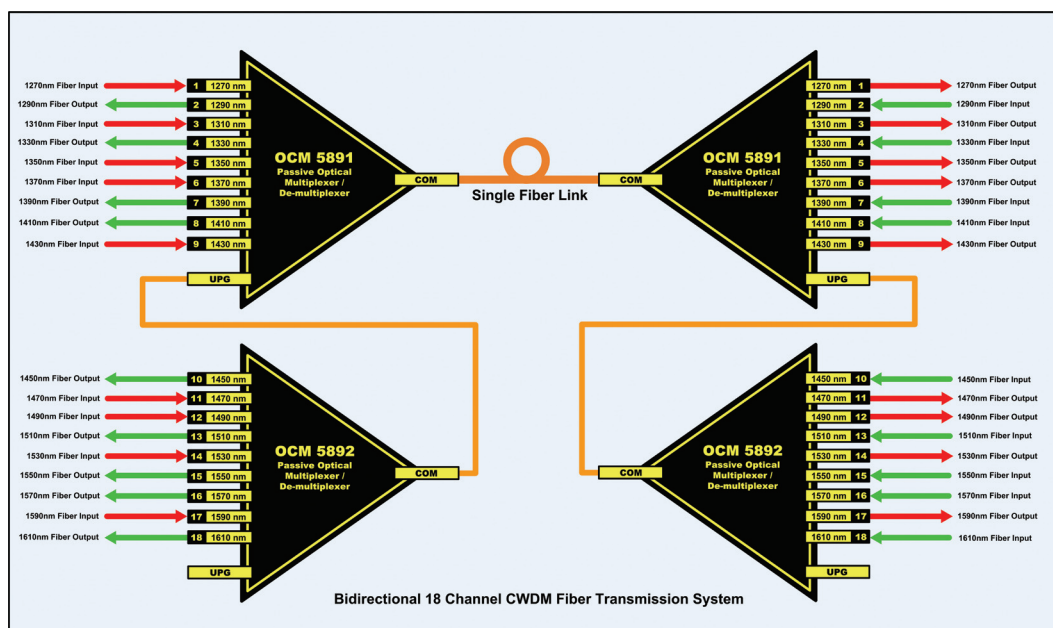 1270nm Fiber Input 1 1270 nm
1290nm Fiber Output 2 1290 nm
1310nm Fiber Input 3 1310 nm
1330nm Fiber Output 4 1330 nm
1350nm Fiber Input 5 1350 nm
1370nm Fiber Input 6 1370 nm
1390nm Fiber Output 7 1390 nm
1410nm Fiber Output 8 1410 nm
1430nm Fiber Input 9 1430 nm
UPG
OCM 5891
Passive Optical
Multiplexer /
De-multiplexer
COM
Single Fiber Link
COM
OCM 5891
Passive Optical
Multiplexer /
De-multiplexer
1270 nm 1 1270nm Fiber Output
1290 nm 2 1290nm Fiber Input
1310 nm 3 1310nm Fiber Output
1330 nm 4 1330nm Fiber Input
1350 nm 5 1350nm Fiber Output
1370 nm 6 1370nm Fiber Output
1390 nm 7 1390nm Fiber Input
1410 nm 8 1410nm Fiber Input
1430 nm 9 1430nm Fiber Output
UPG
1450nm Fiber Output 10 1450 nm
1470nm Fiber Input 11 1470 nm
1490nm Fiber Input 12 1490 nm
1510nm Fiber Output 13 1510 nm
1530nm Fiber Input 14 1530 nm
1550nm Fiber Output 15 1550 nm
1570nm Fiber Output 16 1570 nm
1590nm Fiber Input 17 1590 nm
1610nm Fiber Output 18 1610 nm
UPG
OCM 5892
Passive Optical
Multiplexer /
De-multiplexer
COM
COM
OCM 5892
Passive Optical
Multiplexer /
De-multiplexer
1450 nm 10 1450nm Fiber Input
1470 nm 11 1470nm Fiber Output
1490 nm 12 1490nm Fiber Output
1510 nm 13 1510nm Fiber Input
1530 nm 14 1530nm Fiber Output
1550 nm 15 1550nm Fiber Input
1570 nm 16 1570nm Fiber Input
1590 nm 17 1590nm Fiber Output
1610 nm 18 1610nm Fiber Input
UPG
Bidirectional 18 Channel CWDM Fiber Transmission System